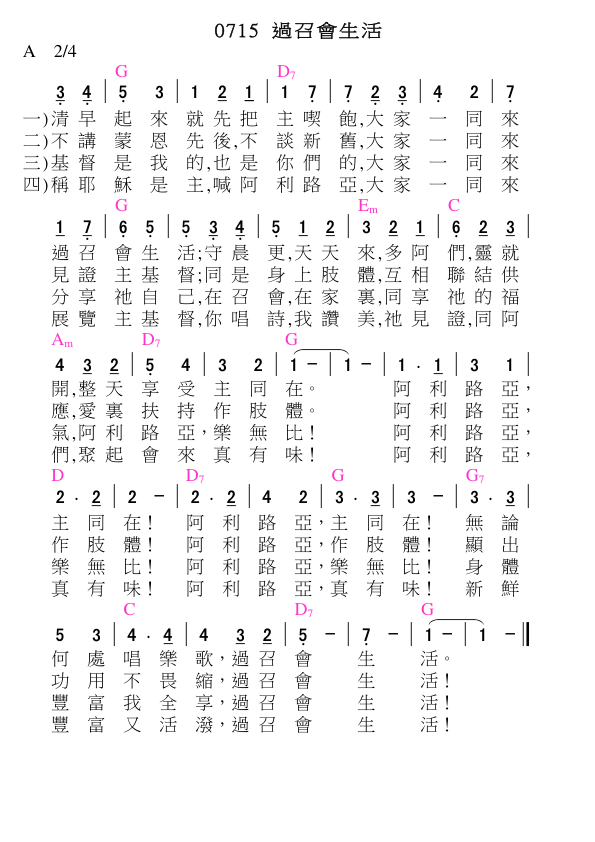 0715 過召會生活
A 2/4
G D7
3 4 | 5 3 | 1 2 1 | 1 7 | 7 2 3 | 4 2 | 7
一)清早起來就先把主喫飽,大家一同來
二)不講蒙恩先後,不談新舊,大家一同來
三)基督是我的,也是你們的,大家一同來
四)稱耶穌是主,喊阿利路亞,大家一同來
G Em C
1 7 | 6 5 | 5 3 4 | 5 1 2 | 3 2 1 | 6 2 3 |
過召會生活;守晨更,天天來,多阿們,靈就
見證主基督;同是身上肢體,互相聯結供
分享祂自己,在召會,在家裏,同享祂的福
展覽主基督,你唱詩,我讚美,祂見證,同阿
Am D7 G
4 3 2 | 5 4 | 3 2 | 1 - | 1 - | 1 . 1 | 3 1 |
開,整天享受主同在。 阿利路亞,
應,愛裏扶持作肢體。 阿利路亞,
氣,阿利路亞,樂無比! 阿利路亞,
們,聚起會來真有味! 阿利路亞,
D D7 G G7
2 . 2 | 2 - | 2 . 2 | 4 2 | 3 . 3 | 3 - | 3 . 3 |
主同在! 阿利路亞,主同在! 無論
作肢體! 阿利路亞,作肢體! 顯出
樂無比! 阿利路亞,樂無比! 身體
真有味! 阿利路亞,真有味! 新鮮
C D7 G
5 3 | 4 . 4 | 4 3 2 | 5 - | 7 - | 1 - | 1 - ||
何處唱樂歌,過召會生活。
功用不畏縮,過召會生活!
豐富我全享,過召會生活!
豐富又活潑,過召會生活!